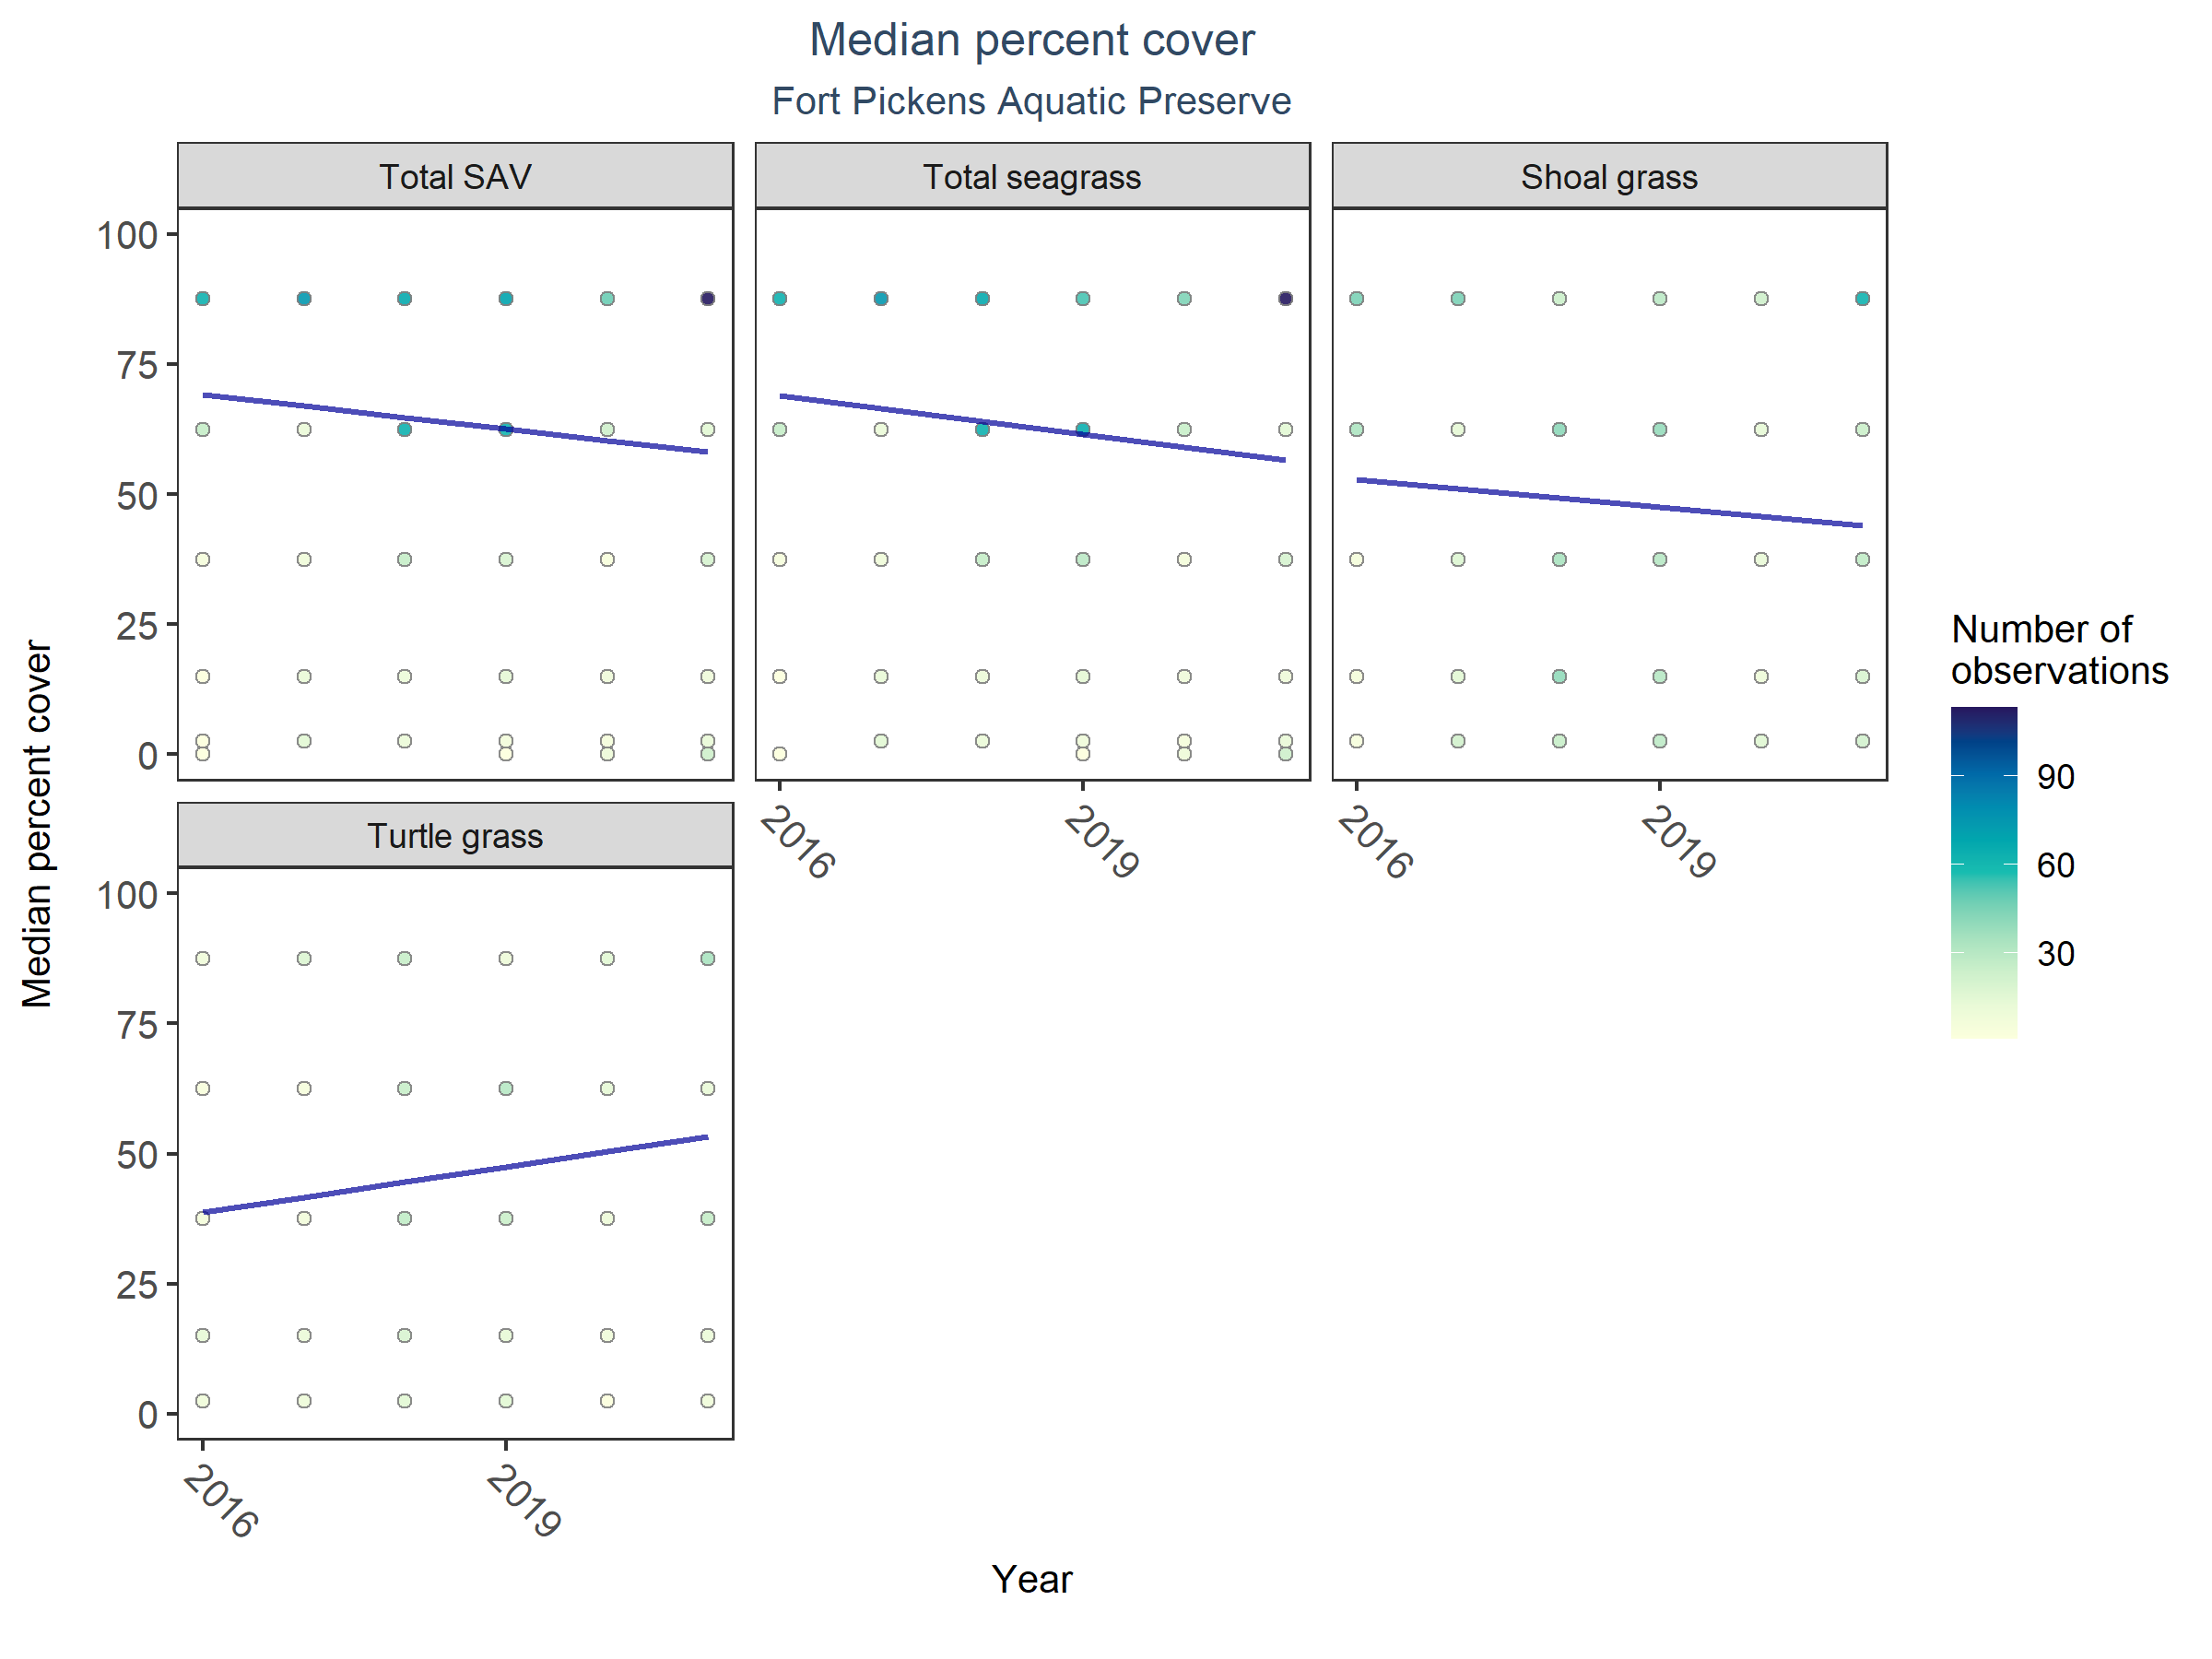 Median percent cover
Fort Pickens Aquatic Preserve
Total SAV
Total seagrass
Shoal grass
100
75
50
25
0
2016
2019
2016
2019
Turtle grass
100
75
50
25
0
2016
2019
Median percent cover
Year
Number of
observations
90
60
30